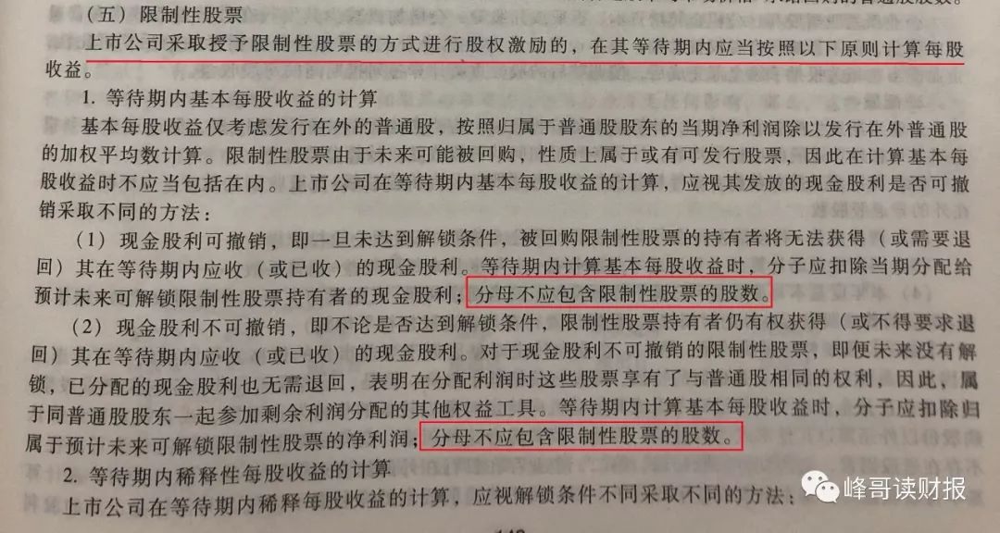 （五）限制性股票
上市公司采取授予限制性股票的方式进行股权激励的，在其等待期内应当按照以下原则计算每股
收益。
1. 等待期内基本每股收益的计算
基本每股收益仅考虑发行在外的普通股，按照归属于普通股股东的当期净利润除以发行在外普通股
的加权平均数计算。限制性股票由于未来可能被回购，性质上属于或有可发行股票，因此在计算基本每
股收益时不应当包括在内。上市公司在等待期内基本每股收益的计算，应视其发放的现金股利是否可撤
销采取不同的方法：
（1）现金股利可撤销，即一旦未达到解锁条件，被回购限制性股票的持有者将无法获得（或需要退
回）其在等待期内应收（或已收）的现金股利。等待期内计算基本每股收益时，分子应扣除当期分配给
预计未来可解锁限制性股票持有者的现金股利；分母不应包含限制性股票的股数。
（2）现金股利不可撤销，即不论是否达到解锁条件，限制性股票持有者仍有权获得（或不得要求退
回）其在等待期内应收（或已收）的现金股利。对于现金股利不可撤销的限制性股票，即便未来没有解
锁，已分配的现金股利也无需退回，表明在分配利润时这些股票享有了与普通股相同的权利，因此，属
于同普通股股东一起参加剩余利润分配的其他权益工具。等待期内计算基本每股收益时，分子应扣除归
属于预计未来可解锁限制性股票的净利润；分母不应包含限制性股票的股数。
2. 等待期内稀释性每股收益的计算
上市公司在等待期内稀释每股收益的计算，应视解锁条件不同采取不同的方法：
峰哥读财报